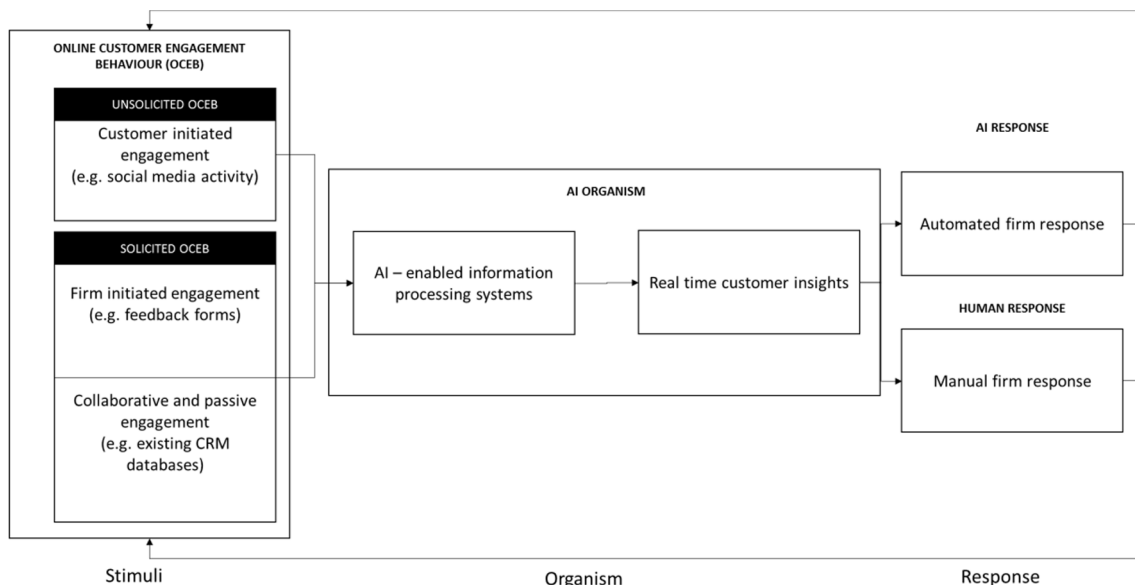 ONLINE CUSTOMER ENGAGEMENT
BEHAVIOUR (OCEB)
UNSOLICITED OCEB
Customer initiated
engagement
(e.g. social media activity)
SOLICITED OCEB
Firm initiated engagement
(e.g. feedback forms)
Collaborative and passive
engagement
(e.g. existing CRM
databases)
AI ORGANISM
AI – enabled information
processing systems
Real time customer insights
AI RESPONSE
Automated firm response
HUMAN RESPONSE
Manual firm response
Stimuli
Organism
Response